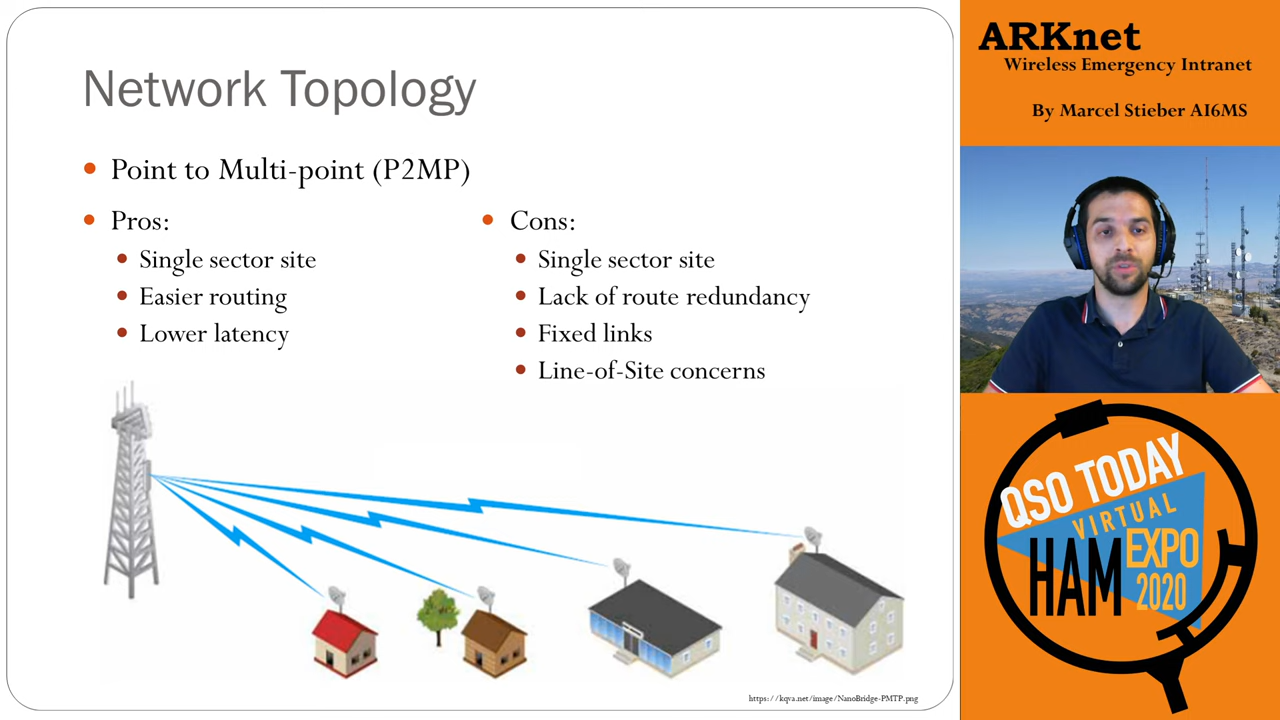 Network Topology
Point to Multi-point (P2MP)
Pros:
Single sector site
Easier routing
Lower latency
Cons:
Single sector site
Lack of route redundancy
Fixed links
Line-of-Site concerns
https://kqva.net/image/NanoBridge-PMTP.png
ARKnet
Wireless Emergency Intranet
By Marcel Stieber AI6MS
QSO TODAY
VIRTUAL
HAM EXPO
2020